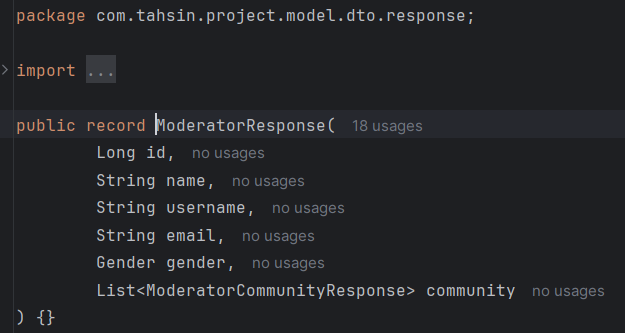 package com.tahsin.project.model.dto.response;
import ...
public record ModeratorResponse( 18 usages
Long id, no usages
String name, no usages
String username, no usages
String email, no usages
Gender gender, no usages
List<ModeratorCommunityResponse> community no usages
) {}